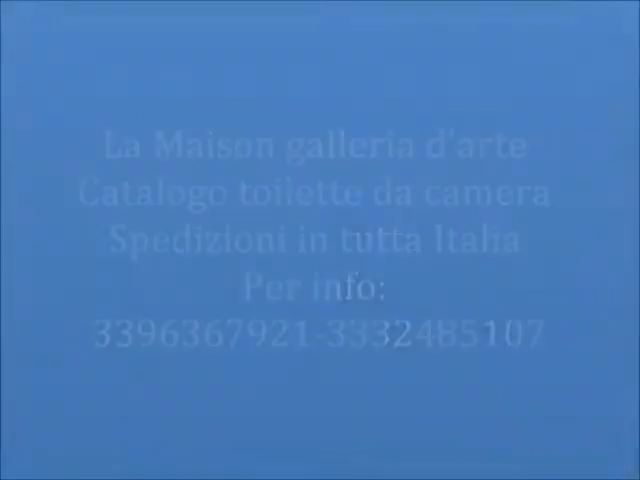 La Maison galleria d'arte
Catalogo toilette da camera
Spedizioni in tutta Italia
Per info:
3396367921-3332485107